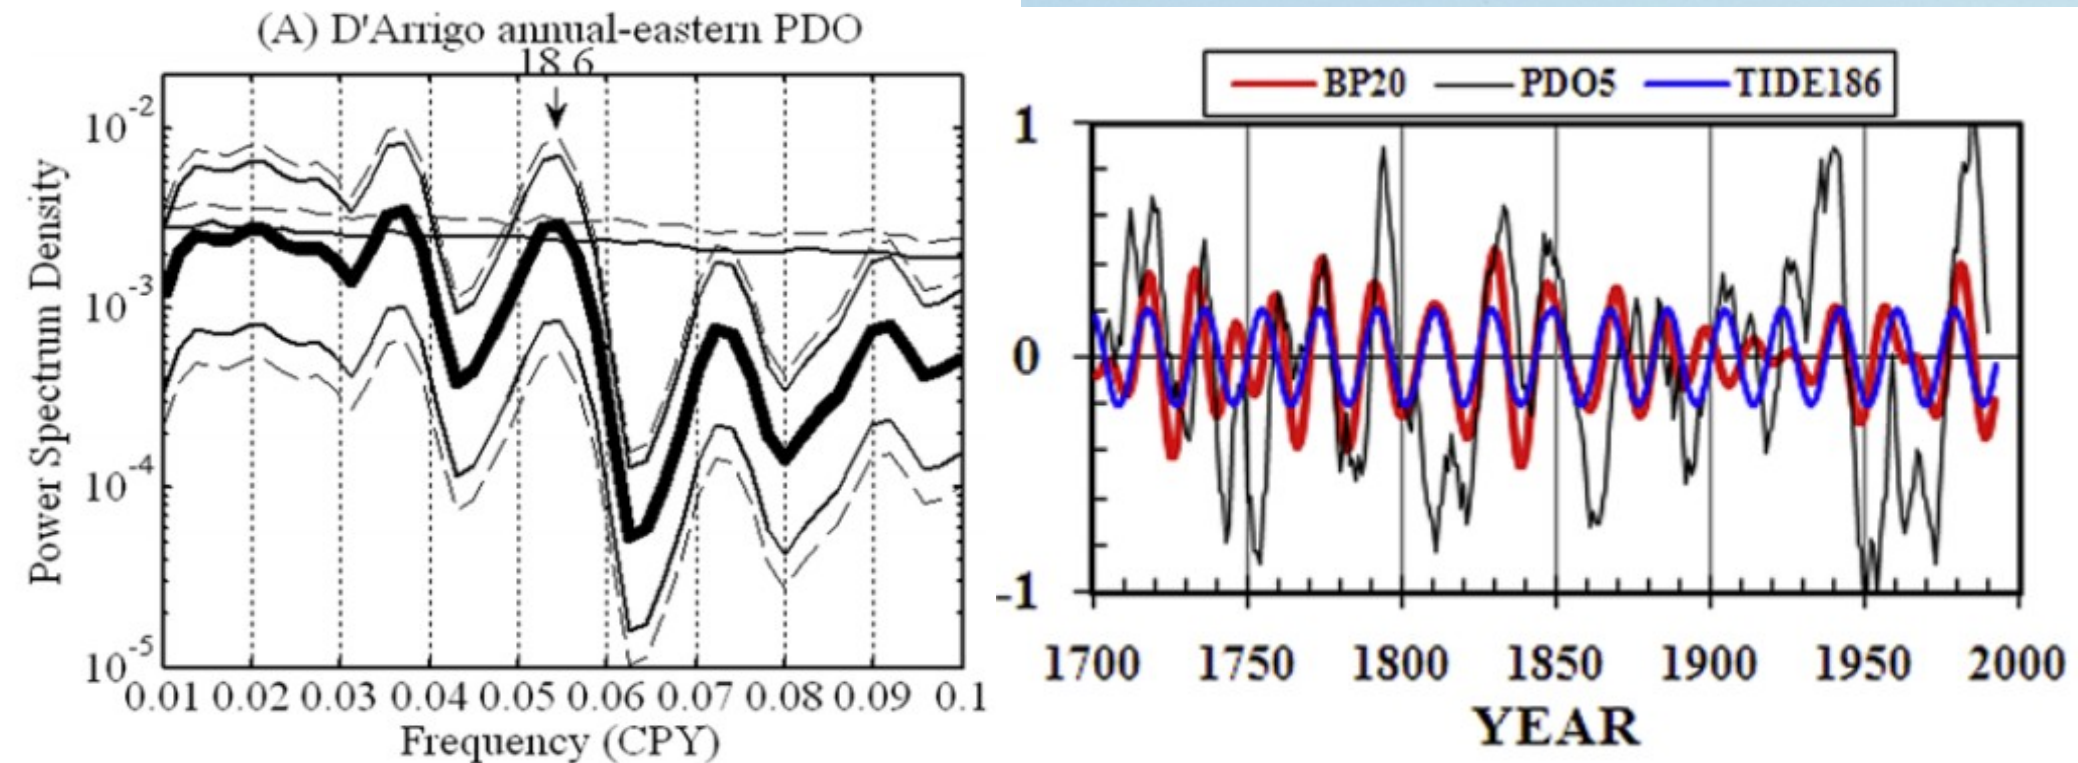 (A) D'Arrigo annual-eastern PDO
18.6
Power Spectrum Density
10-2
10-3
10-4
10-5
0.01 0.02 0.03 0.04 0.05 0.06 0.07 0.08 0.09 0.1
Frequency (CPY)
BP20 PDO5 TIDE186
1
0
-1
1700 1750 1800 1850 1900 1950 2000
YEAR